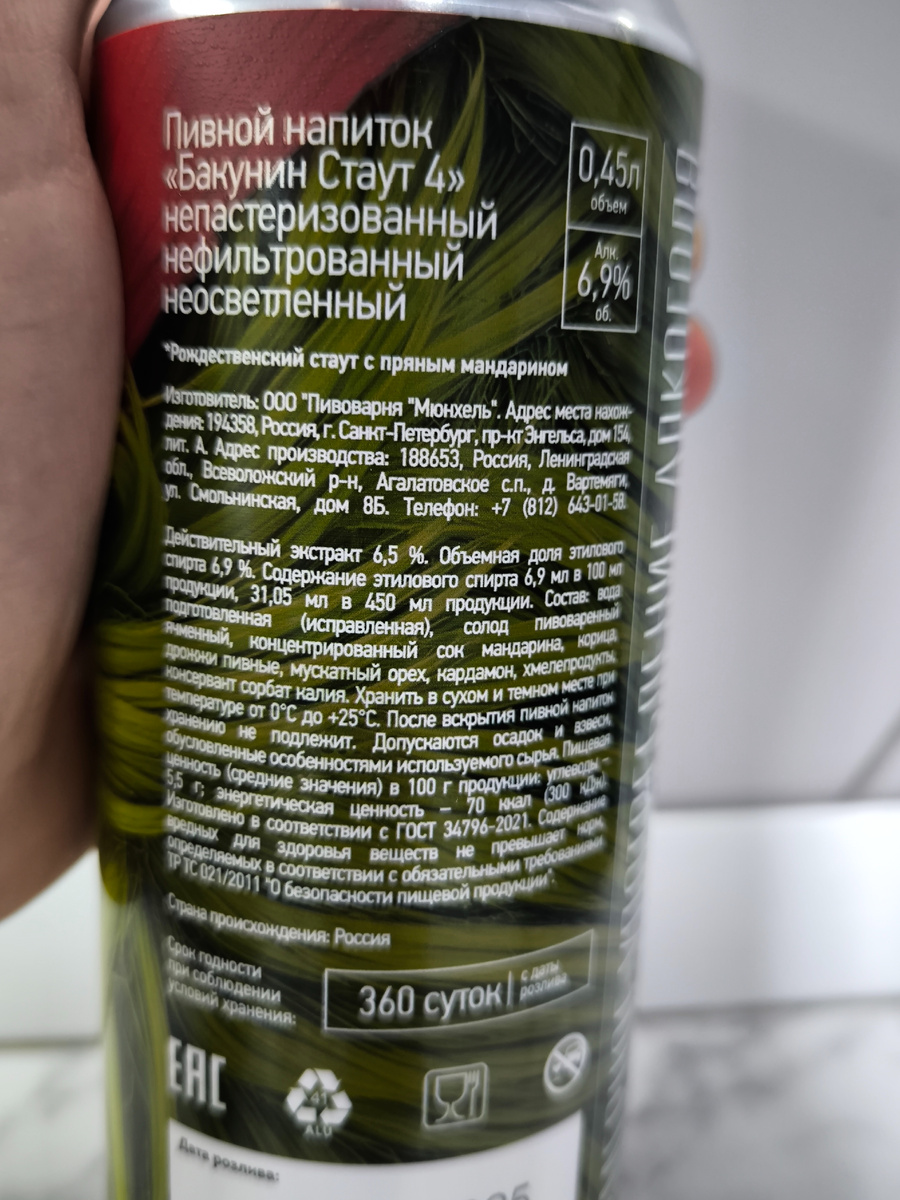 Пивной напиток
«Бакунин Стаут 4»
непастеризованный
нефильтрованный
неосветленный
0,45л
объем
Алк.
6,9%
об.
*Рождественский стаут с пряным мандарином
Изготовитель: ООО "Пивоварня "Мюнхель". Адрес места нахож-
дения: 194358, Россия, г. Санкт-Петербург, пр-кт Энгельса, дом 154,
лит. А. Адрес производства: 188653, Россия, Ленинградская
обл., Всеволожский р-н, Агалатовское с.п., д. Вартемяги,
ул. Смольнинская, дом 8Б. Телефон: +7 (812) 643-01-58.
Действительный экстракт 6,5 %. Объемная доля этилового
спирта 6,9 %. Содержание этилового спирта 6,9 мл в 100 мл
продукции, 31,05 мл в 450 мл продукции. Состав: вода
подготовленная (исправленная), солод пивоваренный
ячменный, концентрированный сок мандарина, корица,
дрожжи пивные, мускатный орех, кардамон, хмелепродукты,
консервант сорбат калия. Хранить в сухом и темном месте при
температуре от 0°С до +25°С. После вскрытия пивной напиток
хранению не подлежит. Допускаются осадок и взвеси,
обусловленные особенностями используемого сырья. Пищевая
ценность (средние значения) в 100 г продукции: углеводы –
5,5 г; энергетическая ценность – 70 ккал (300 кДж).
Изготовлено в соответствии с ГОСТ 34796-2021. Содержание
вредных для здоровья веществ не превышает норм,
определяемых в соответствии с обязательными требованиями
ТР ТС 021/2011 "О безопасности пищевой продукции".
Страна происхождения: Россия
Срок годности
при соблюдении
условий хранения:
360 суток
с даты
розлива
ЕАС
41
ALU
Дата розлива:
АЛКОГОЛЯ